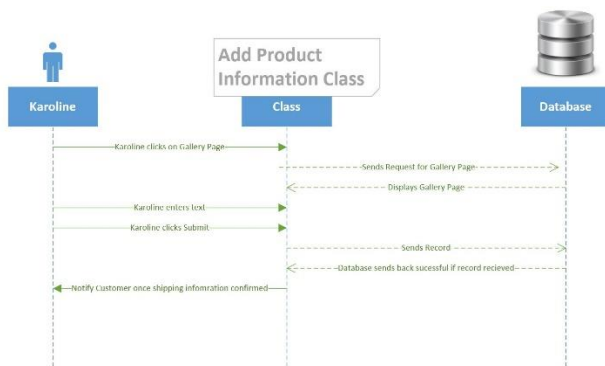 Add Product
Information Class
Karoline
Class
Database
Karoline clicks on Gallery Page
Sends Request for Gallery Page
Displays Gallery Page
Karoline enters text
Karoline clicks Submit
Sends Record
Database sends back sucessful if record recieved
Notify Customer once shipping infomration confirmed